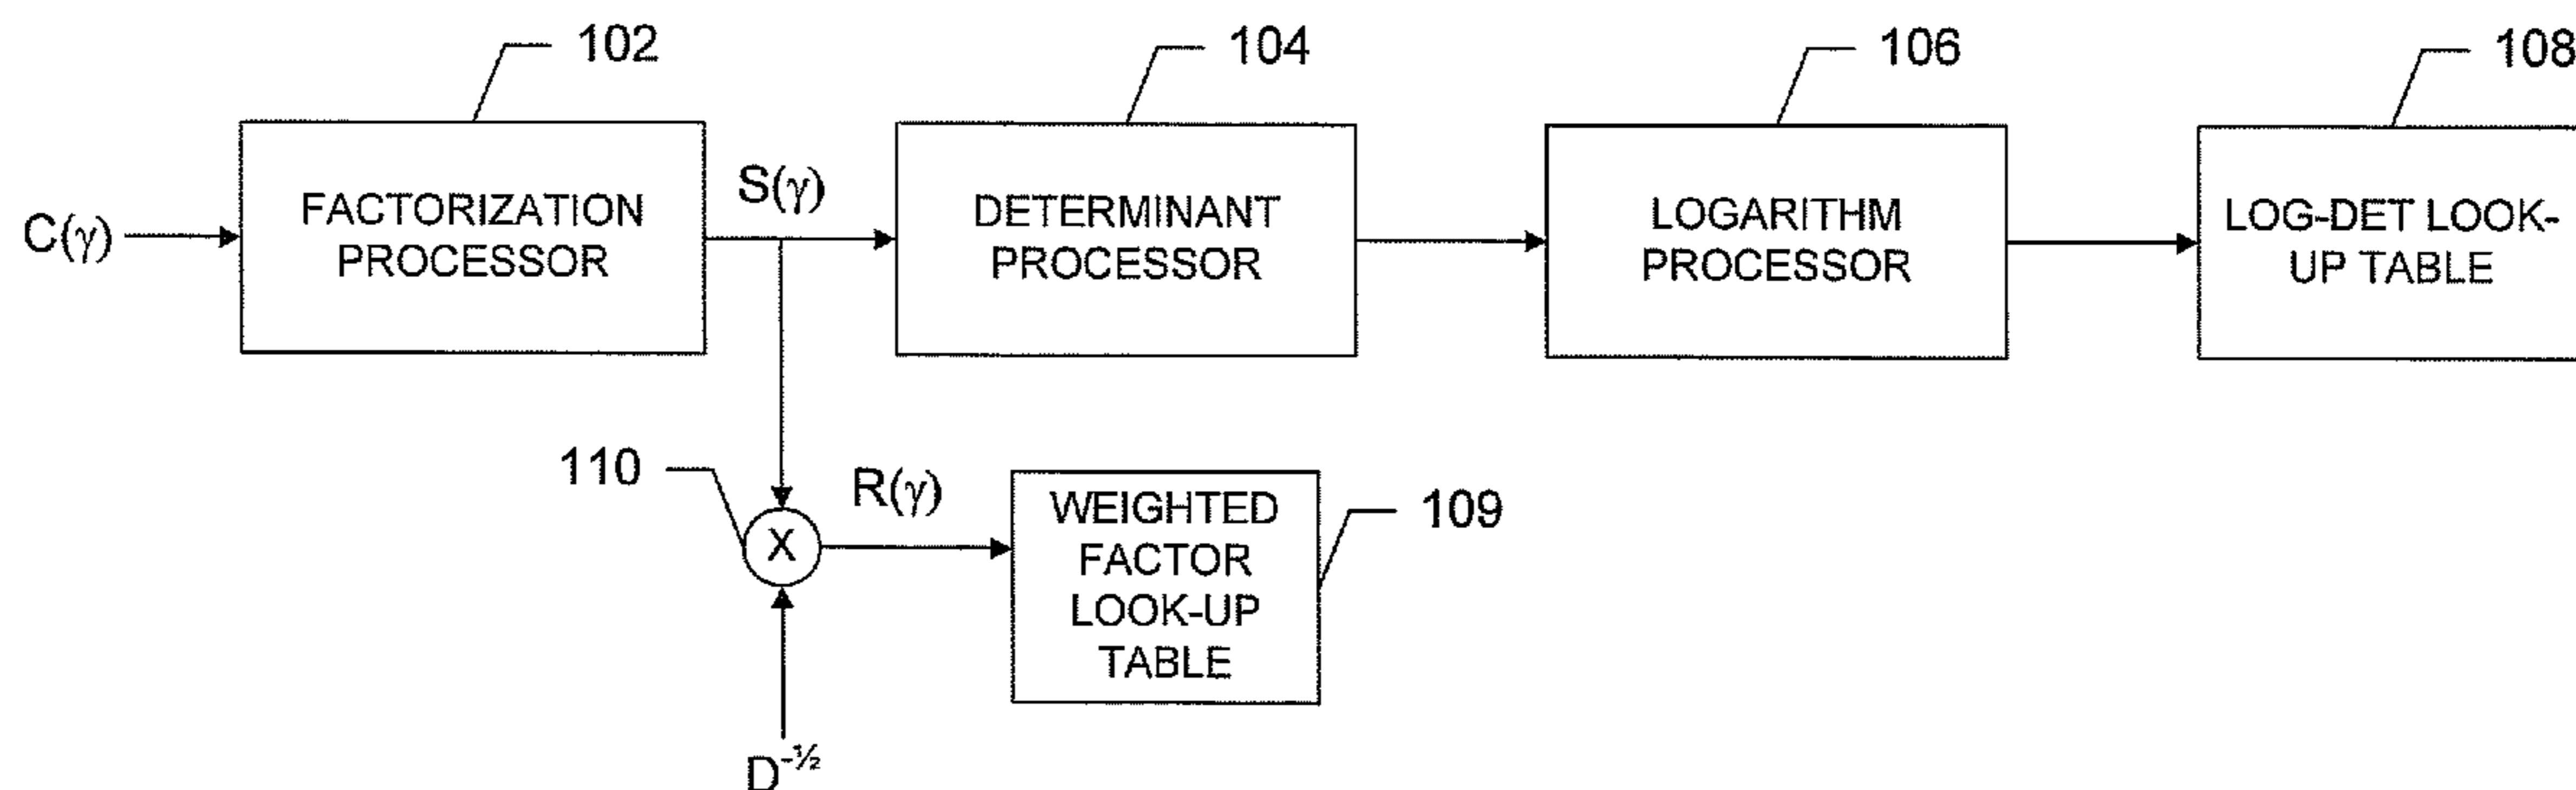 102
104
106
108
C(γ)
FACTORIZATION
PROCESSOR
S(γ)
DETERMINANT
PROCESSOR
LOGARITHM
PROCESSOR
LOG-DET LOOK-
UP TABLE
110
X
R(γ)
WEIGHTED
FACTOR
LOOK-UP
TABLE
109
D^-½